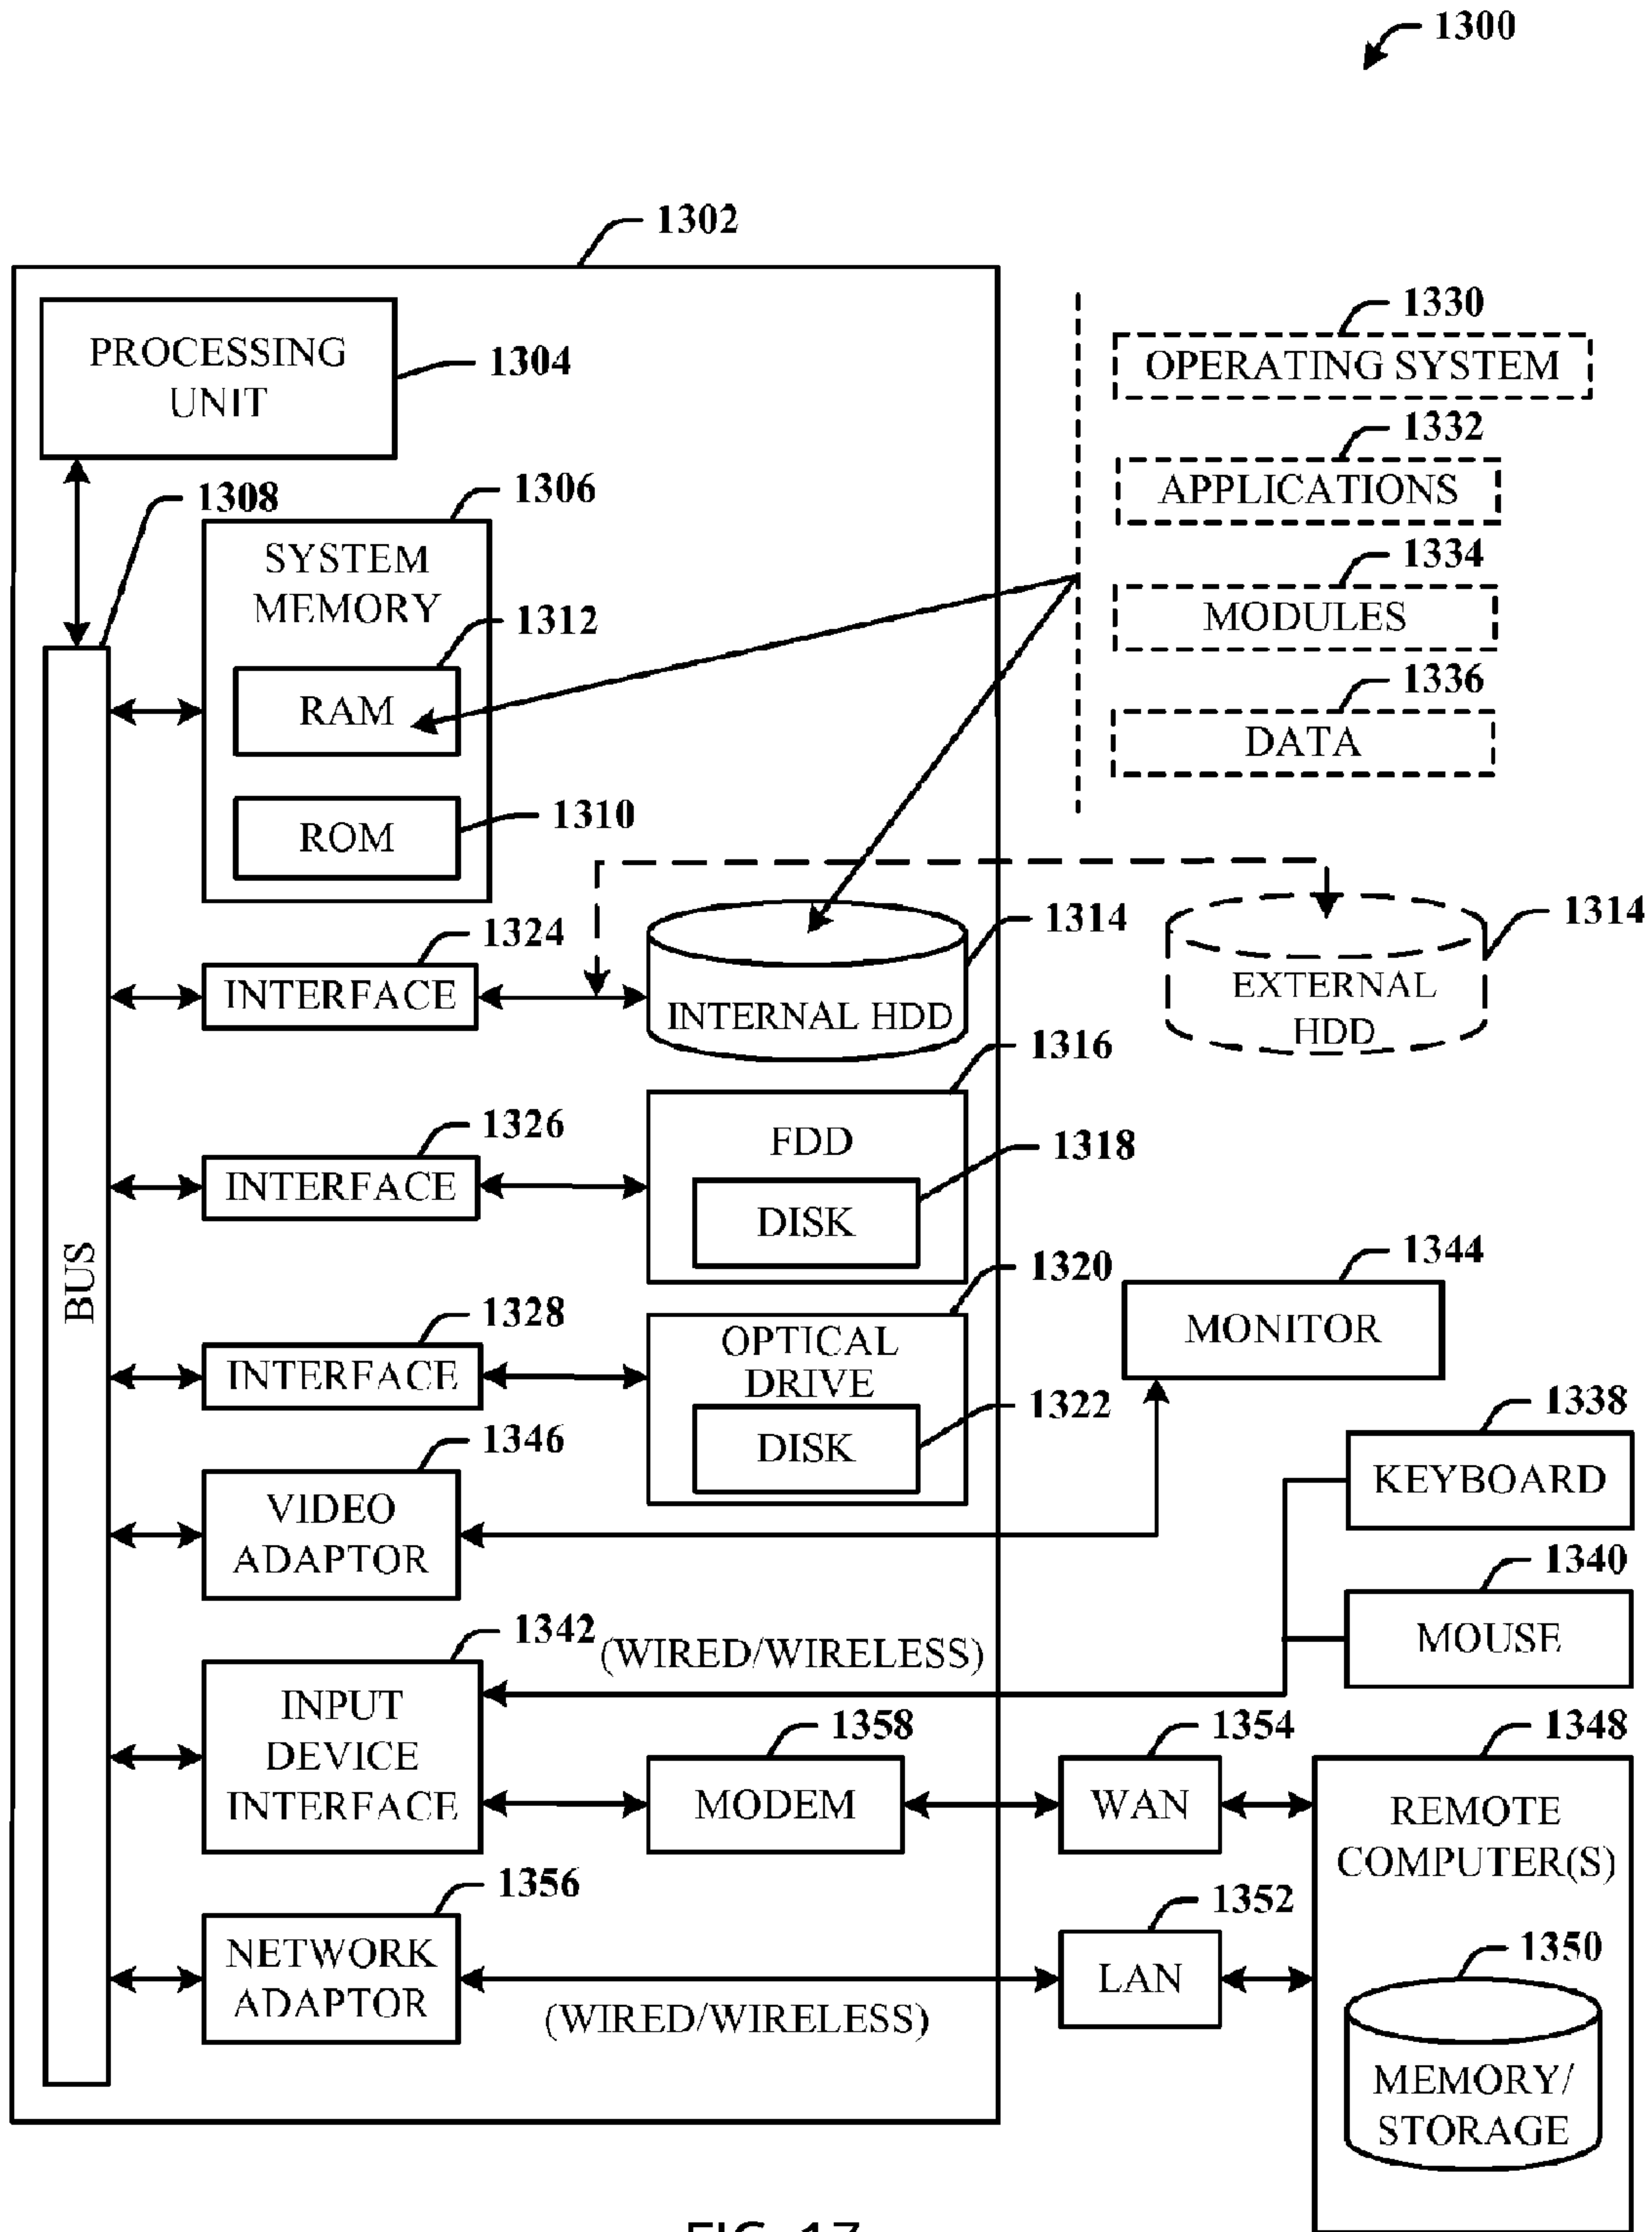 1300
1302
PROCESSING
UNIT
1304
1330
OPERATING SYSTEM
1332
APPLICATIONS
1334
MODULES
1336
DATA
1308
1306
SYSTEM
MEMORY
1312
RAM
1310
ROM
BUS
1324
INTERFACE
1314
INTERNAL HDD
1314
EXTERNAL
HDD
1326
INTERFACE
1316
FDD
1318
DISK
1328
INTERFACE
1320
OPTICAL
DRIVE
1322
DISK
1344
MONITOR
1346
VIDEO
ADAPTOR
1338
KEYBOARD
1340
MOUSE
1342
(WIRED/WIRELESS)
INPUT
DEVICE
INTERFACE
1358
MODEM
1354
WAN
1348
REMOTE
COMPUTER(S)
1356
NETWORK
ADAPTOR
(WIRED/WIRELESS)
1352
LAN
1350
MEMORY/
STORAGE
FIG. 17